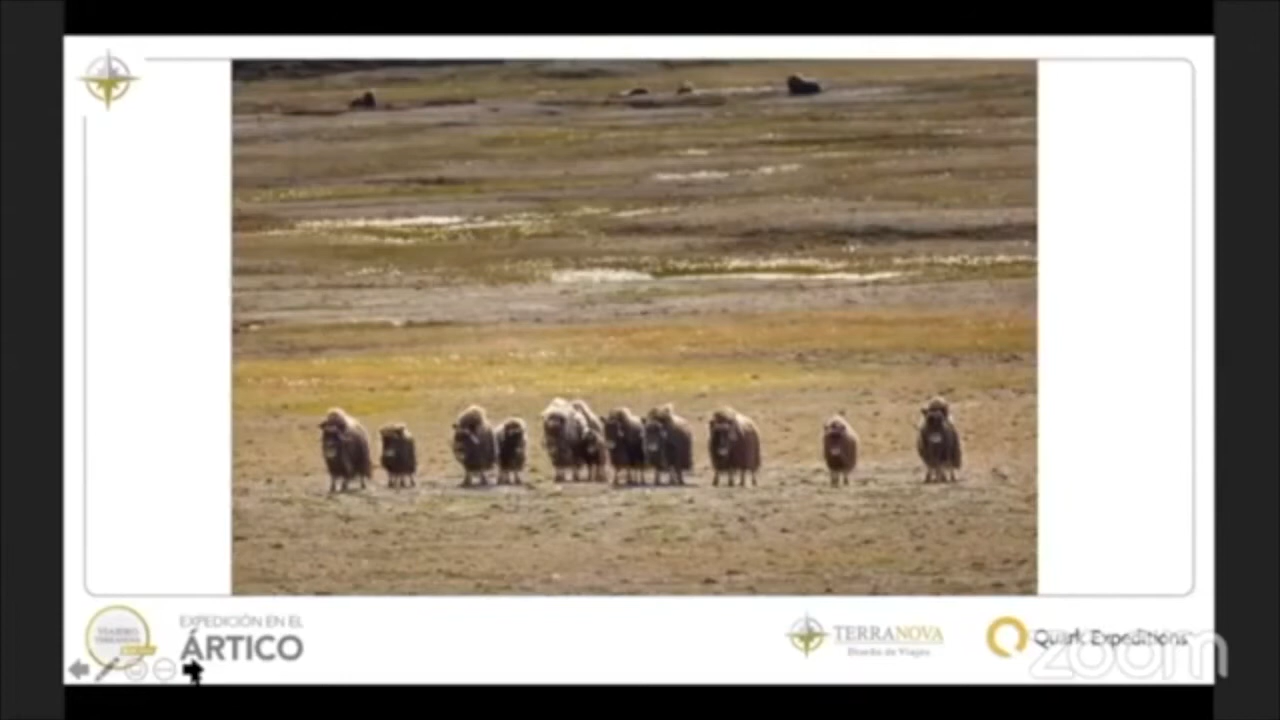 EXPEDICIÓN EN EL
ÁRTICO
TERRANOVA
Diseño de Viajes
Quark Expeditions
zoom